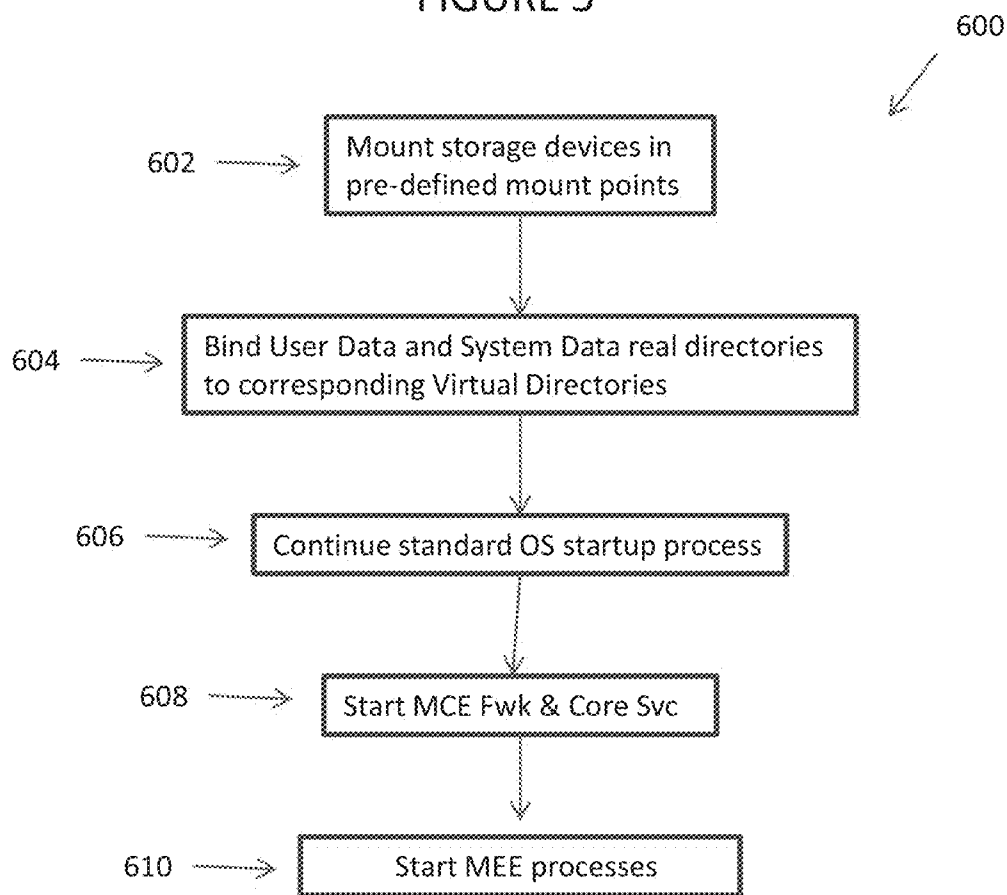 FIGURE 5
600
602
Mount storage devices in
pre-defined mount points
604
Bind User Data and System Data real directories
to corresponding Virtual Directories
606
Continue standard OS startup process
608
Start MCE Fwk & Core Svc
610
Start MEE processes